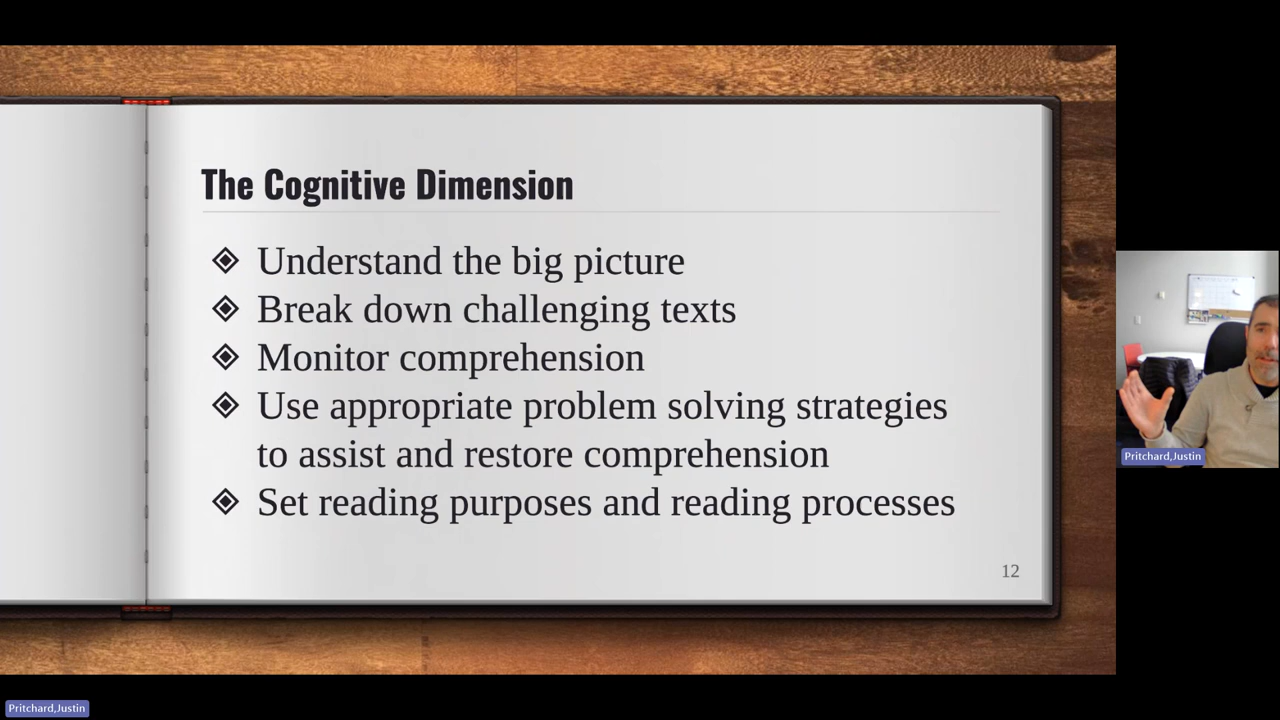 The Cognitive Dimension
Understand the big picture
Break down challenging texts
Monitor comprehension
Use appropriate problem solving strategies
to assist and restore comprehension
Set reading purposes and reading processes
12
Pritchard,Justin
Pritchard,Justin